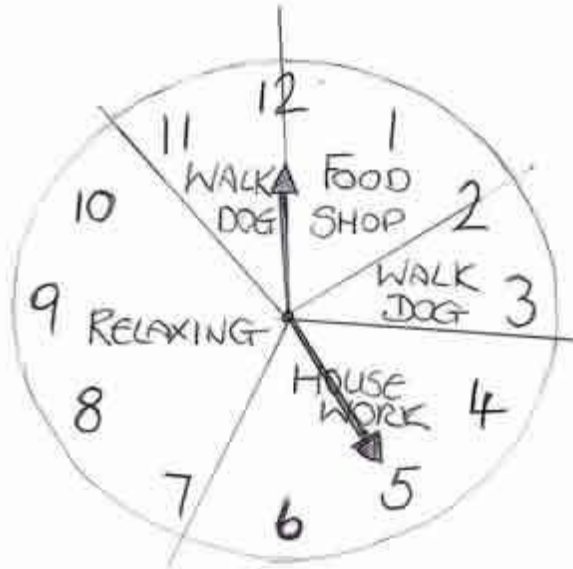 12
11
1
WALK
DOG
FOOD
SHOP
10
2
WALK
DOG
9
RELAXING
3
HOUSE
WORK
8
4
7
5
6